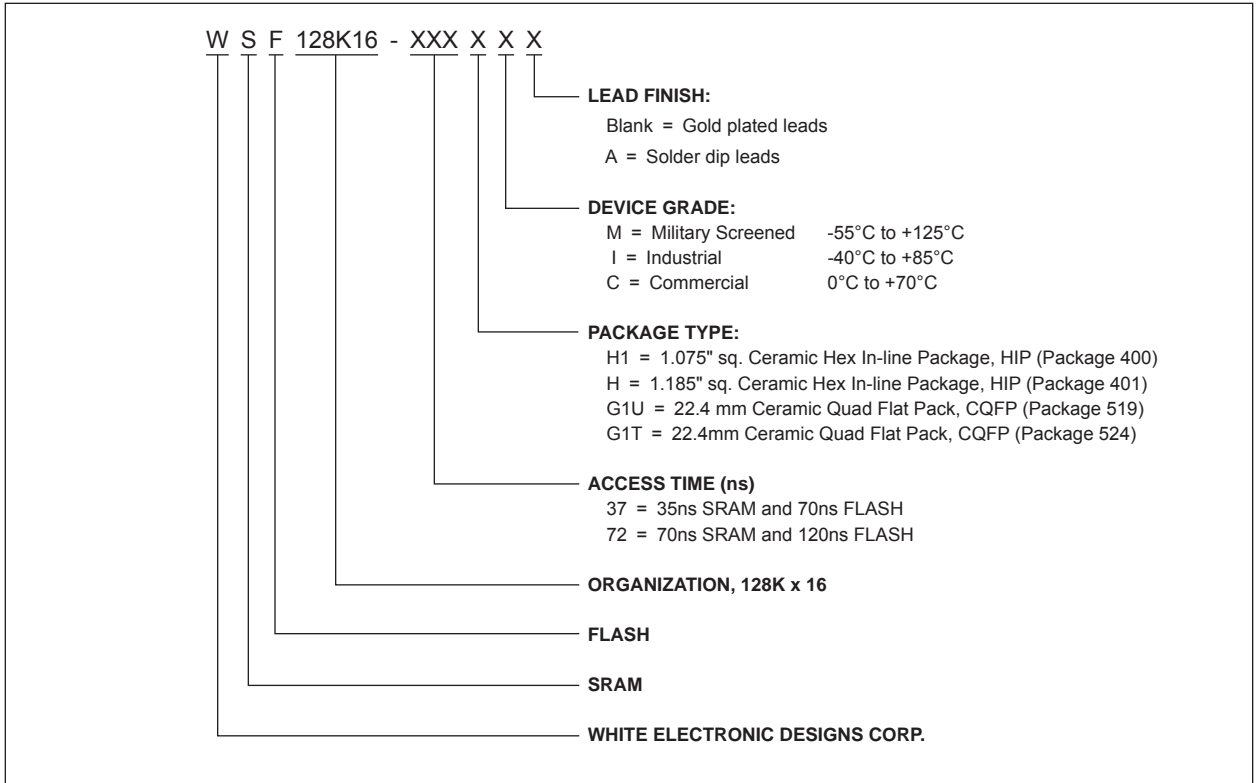 W S F 128K16 - XXX X X X
LEAD FINISH:
Blank = Gold plated leads
A = Solder dip leads
DEVICE GRADE:
M = Military Screened -55°C to +125°C
I = Industrial -40°C to +85°C
C = Commercial 0°C to +70°C
PACKAGE TYPE:
H1 = 1.075" sq. Ceramic Hex In-line Package, HIP (Package 400)
H = 1.185" sq. Ceramic Hex In-line Package, HIP (Package 401)
G1U = 22.4 mm Ceramic Quad Flat Pack, CQFP (Package 519)
G1T = 22.4mm Ceramic Quad Flat Pack, CQFP (Package 524)
ACCESS TIME (ns)
37 = 35ns SRAM and 70ns FLASH
72 = 70ns SRAM and 120ns FLASH
ORGANIZATION, 128K x 16
FLASH
SRAM
WHITE ELECTRONIC DESIGNS CORP.